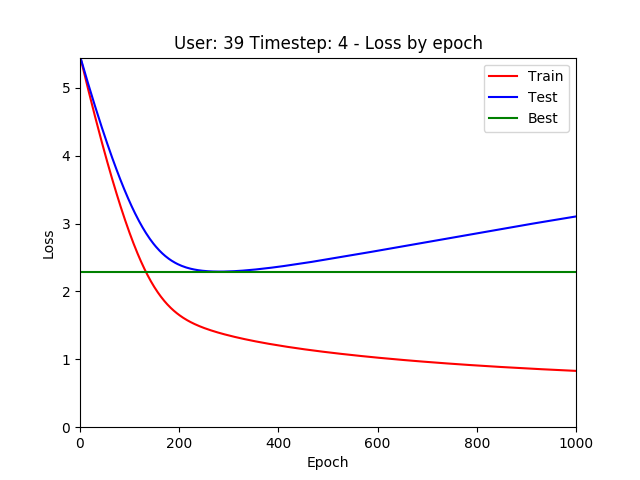 User: 39 Timestep: 4 - Loss by epoch
Train
Test
Best
Loss
5
4
3
2
1
0
0 200 400 600 800 1000
Epoch